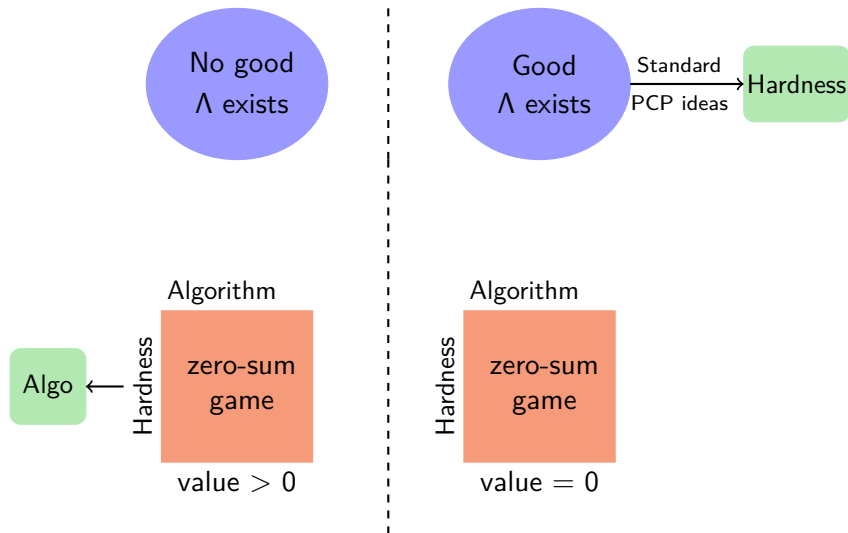 No good
Λ exists
Good
Λ exists
Standard
PCP ideas
Hardness
Algorithm
Hardness
zero-sum
game
Algo
value > 0
Algorithm
Hardness
zero-sum
game
value = 0